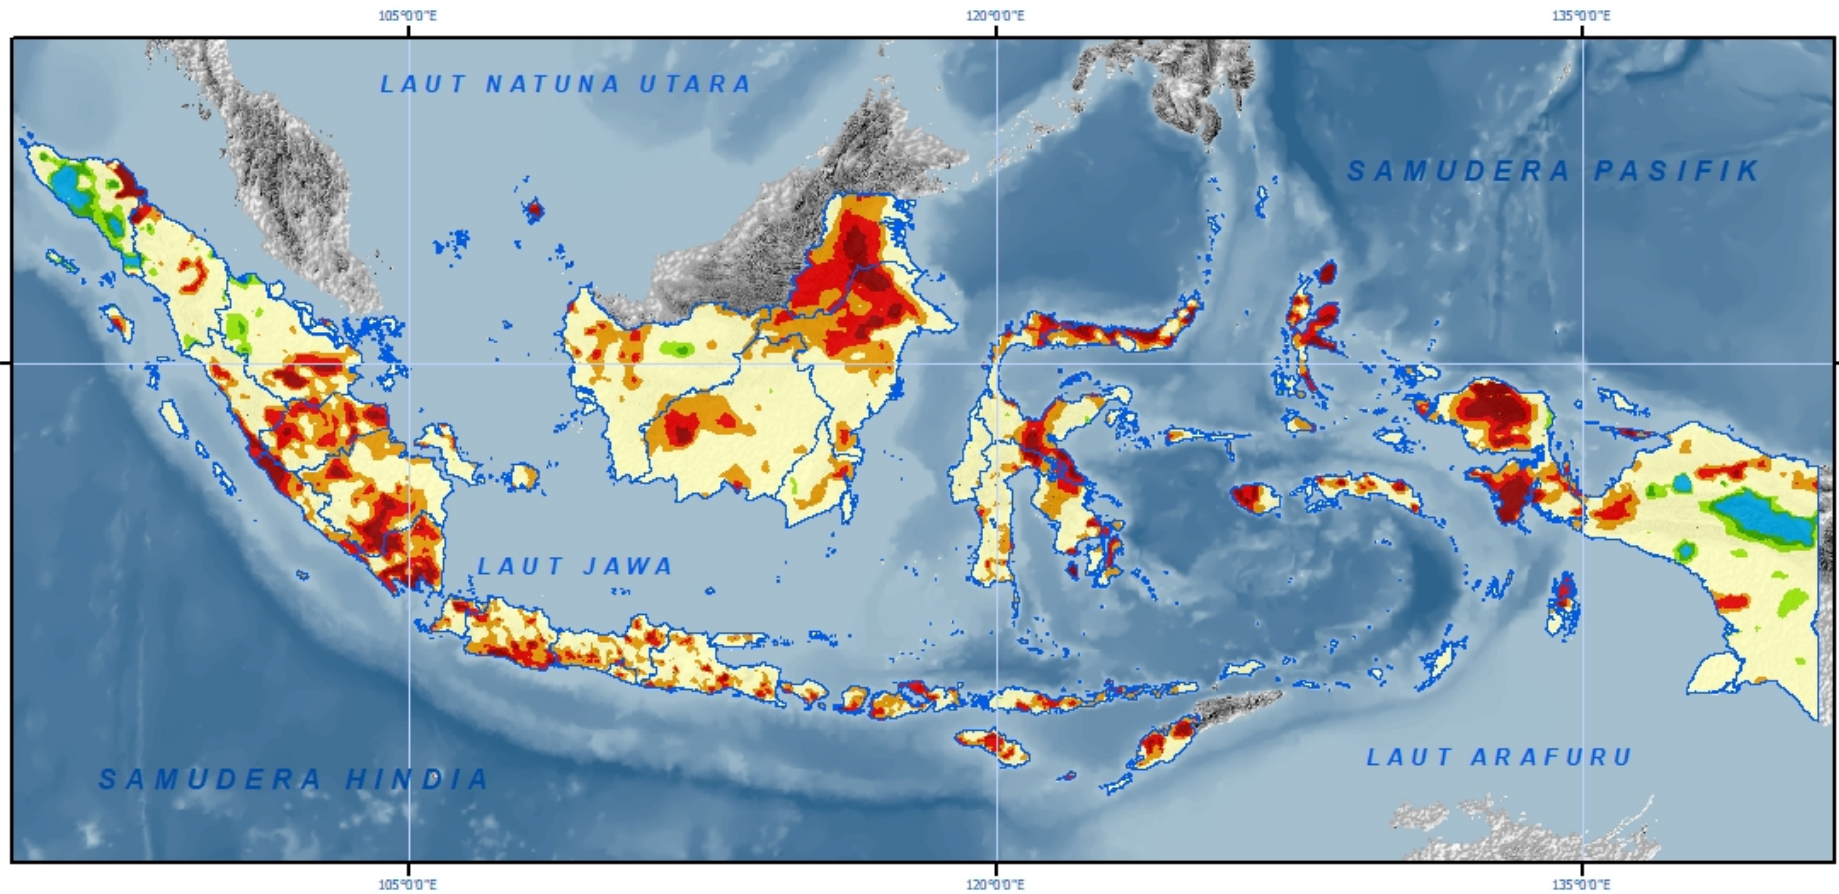 105°0'0"E 120°0'0"E 135°0'0"E
LAUT NATUNA UTARA
SAMUDERA PASIFIK
LAUT JAWA
LAUT ARAFURU
SAMUDERA HINDIA
105°0'0"E 120°0'0"E 135°0'0"E